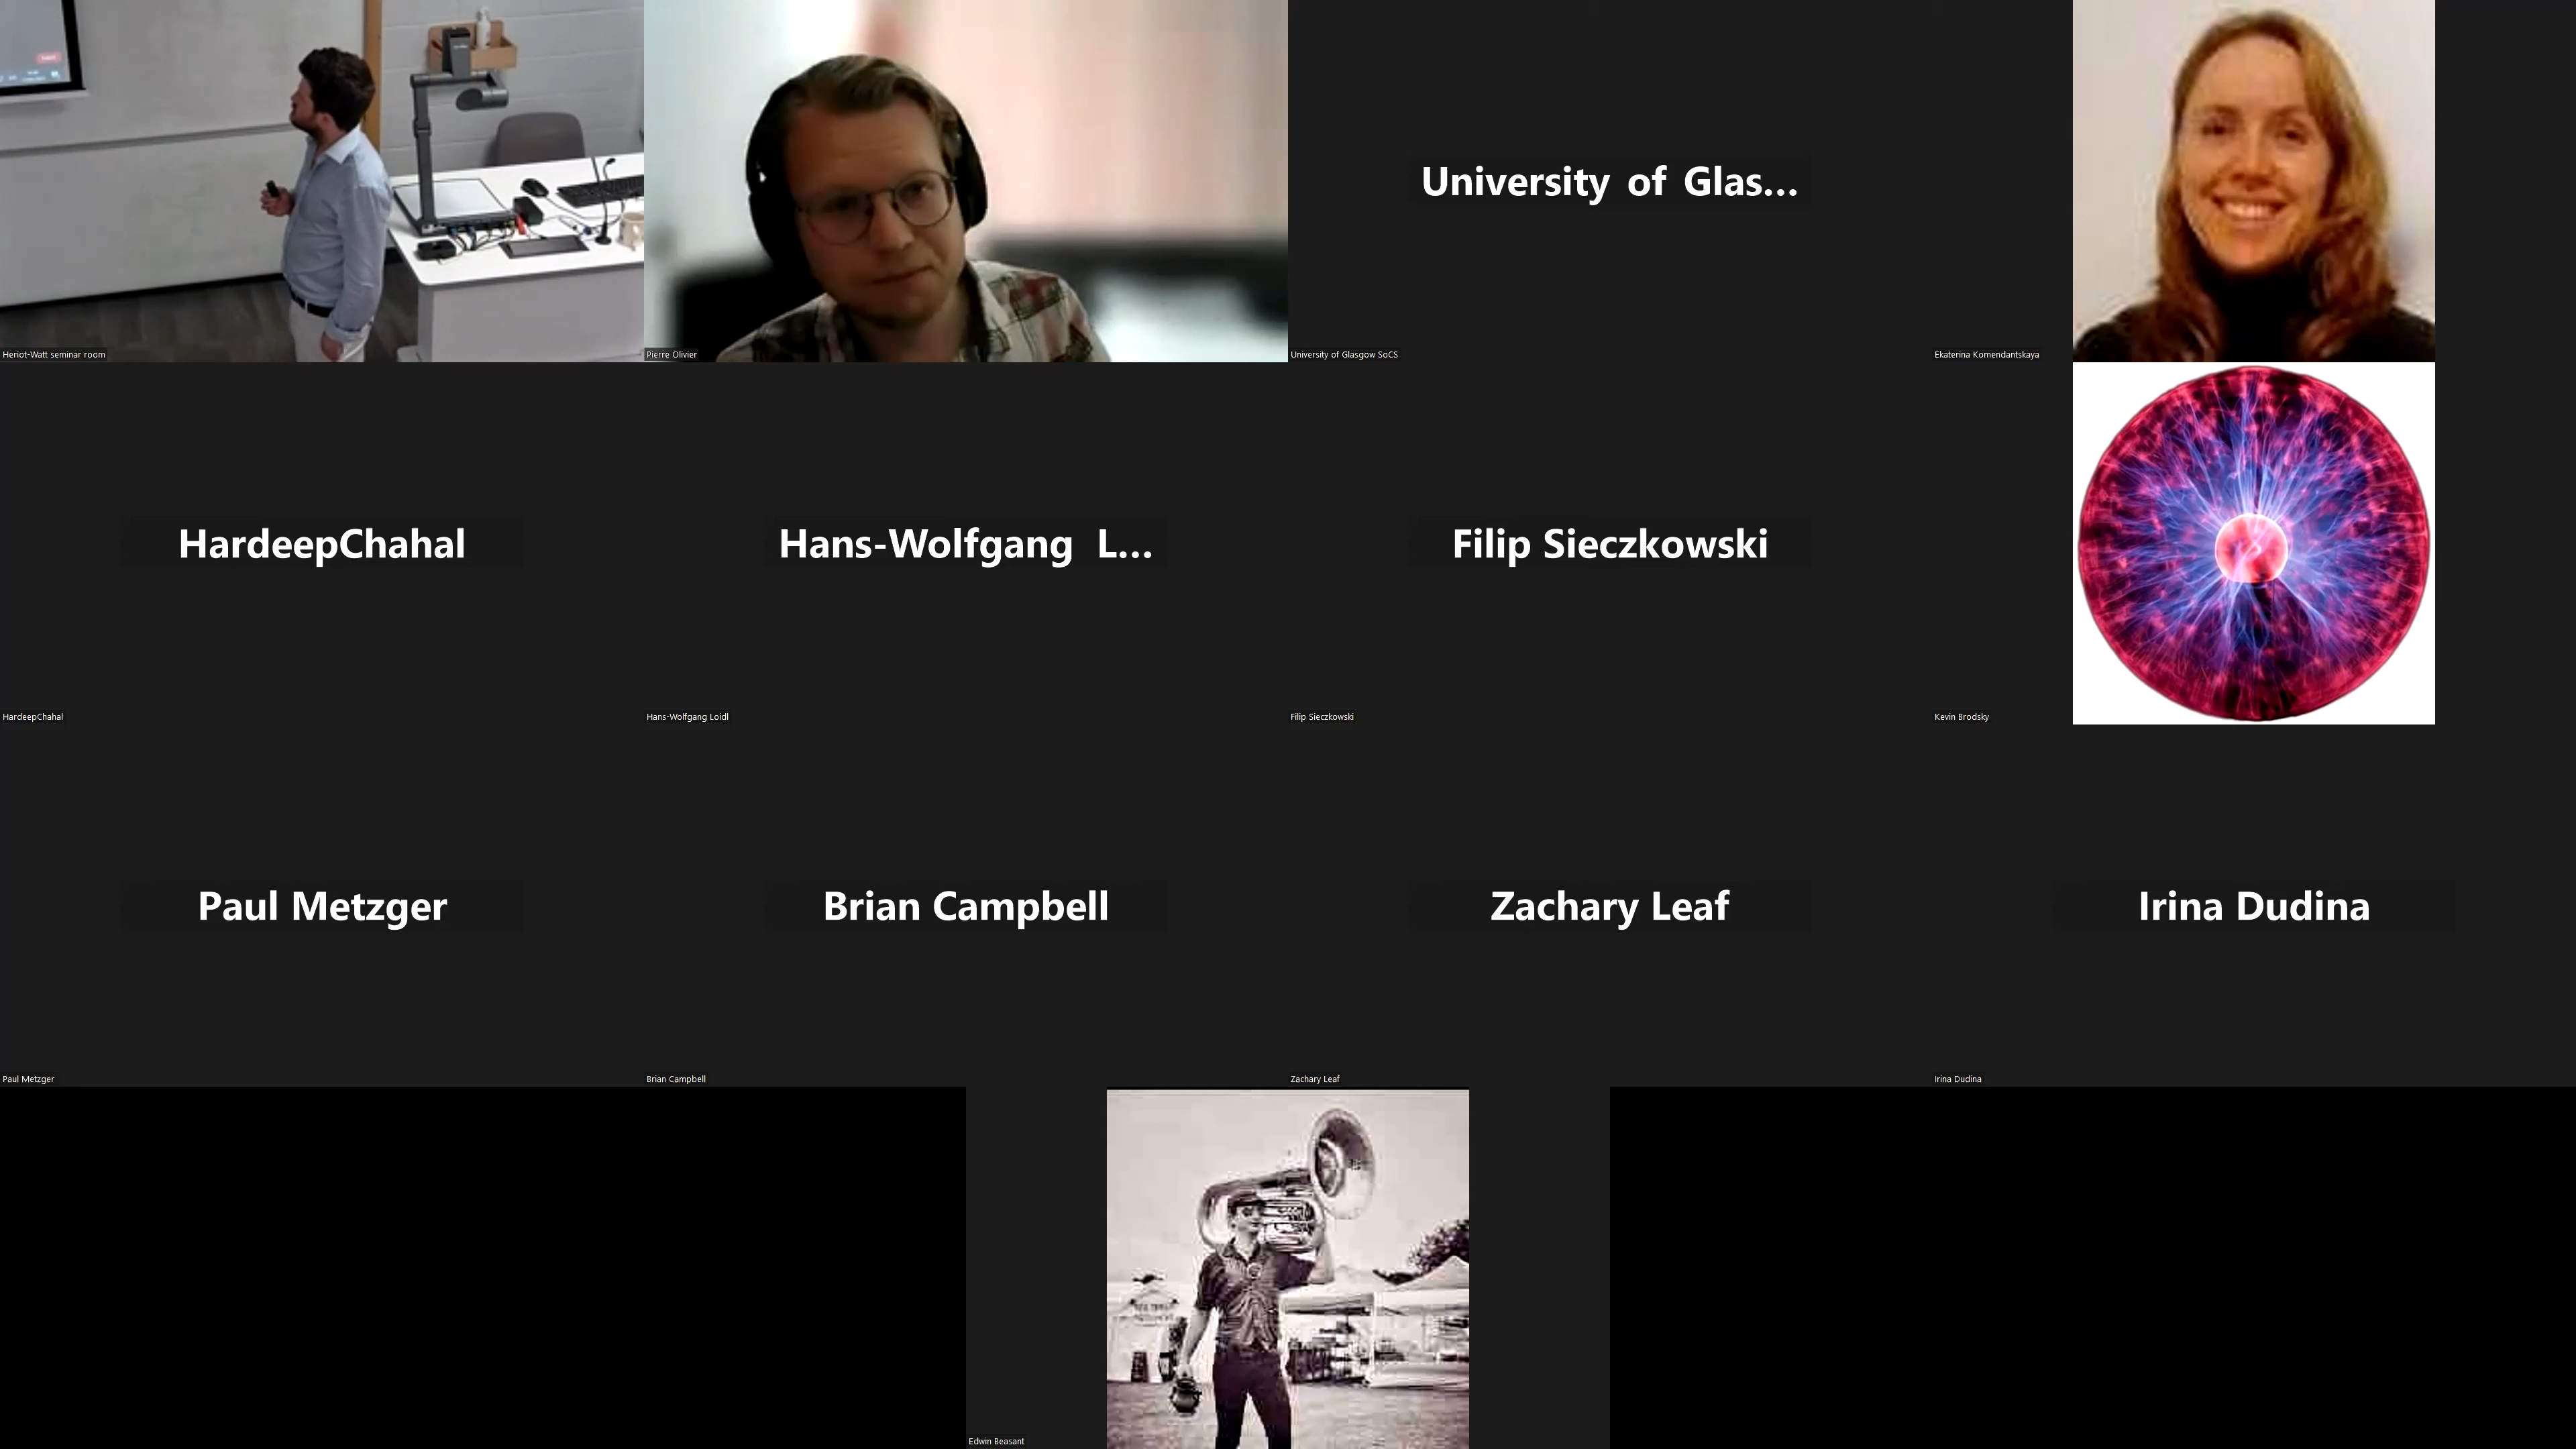 Heriot-Watt seminar room
Pierre Olivier
University of Glas...
University of Glasgow SoCS
Ekaterina Komendantskaya
HardeepChahal
HardeepChahal
Hans-Wolfgang L...
Hans-Wolfgang Loidl
Filip Sieczkowski
Filip Sieczkowski
Kevin Brodsky
Paul Metzger
Paul Metzger
Brian Campbell
Brian Campbell
Zachary Leaf
Zachary Leaf
Irina Dudina
Irina Dudina
Edwin Beasant